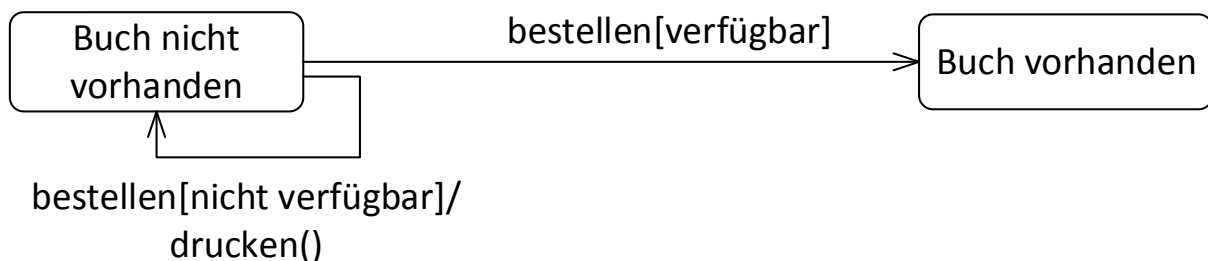 Buch nicht
vorhanden
bestellen[verfügbar]
Buch vorhanden
bestellen[nicht verfügbar]/
drucken()